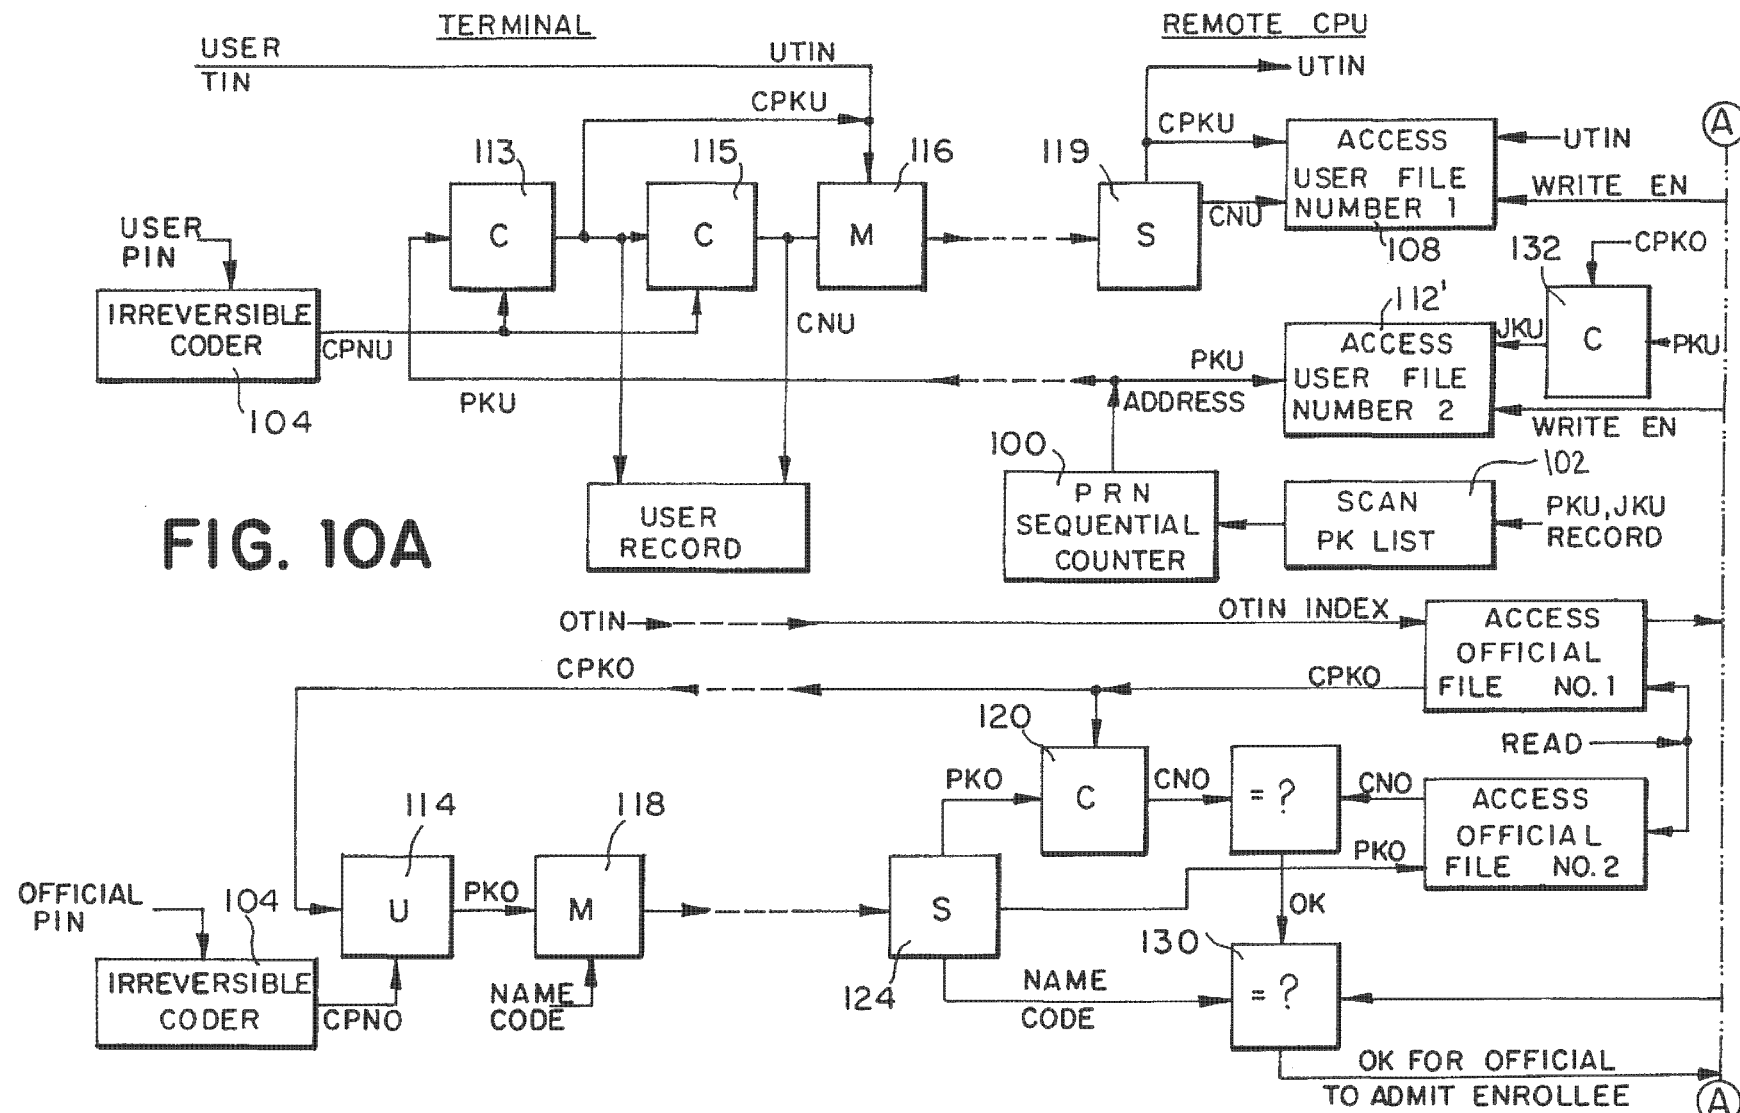 TERMINAL
REMOTE CPU
USER
TIN
UTIN
UTIN
CPKU
CPKU
A
113
115
116
119
ACCESS
USER FILE
NUMBER 1
UTIN
WRITE EN
CNU
108
132
CPKO
USER
PIN
C
C
M
S
IRREVERSIBLE
CODER
CPNU
CNU
112'
ACCESS
USER FILE
NUMBER 2
JKU
C
PKU
PKU
PKU
ADDRESS
WRITE EN
104
100
102
PRN
SEQUENTIAL
COUNTER
SCAN
PK LIST
PKU, JKU
RECORD
USER
RECORD
FIG. 10A
OTIN
OTIN INDEX
ACCESS
OFFICIAL
FILE NO. 1
CPKO
CPKO
120
READ
PKO
C
CNO
= ?
CNO
ACCESS
OFFICIAL
FILE NO. 2
114
118
PKO
OFFICIAL
PIN
104
U
PKO
M
S
OK
130
IRREVERSIBLE
CODER
CPNO
NAME
CODE
124
NAME
CODE
= ?
OK FOR OFFICIAL
TO ADMIT ENROLLEE
A